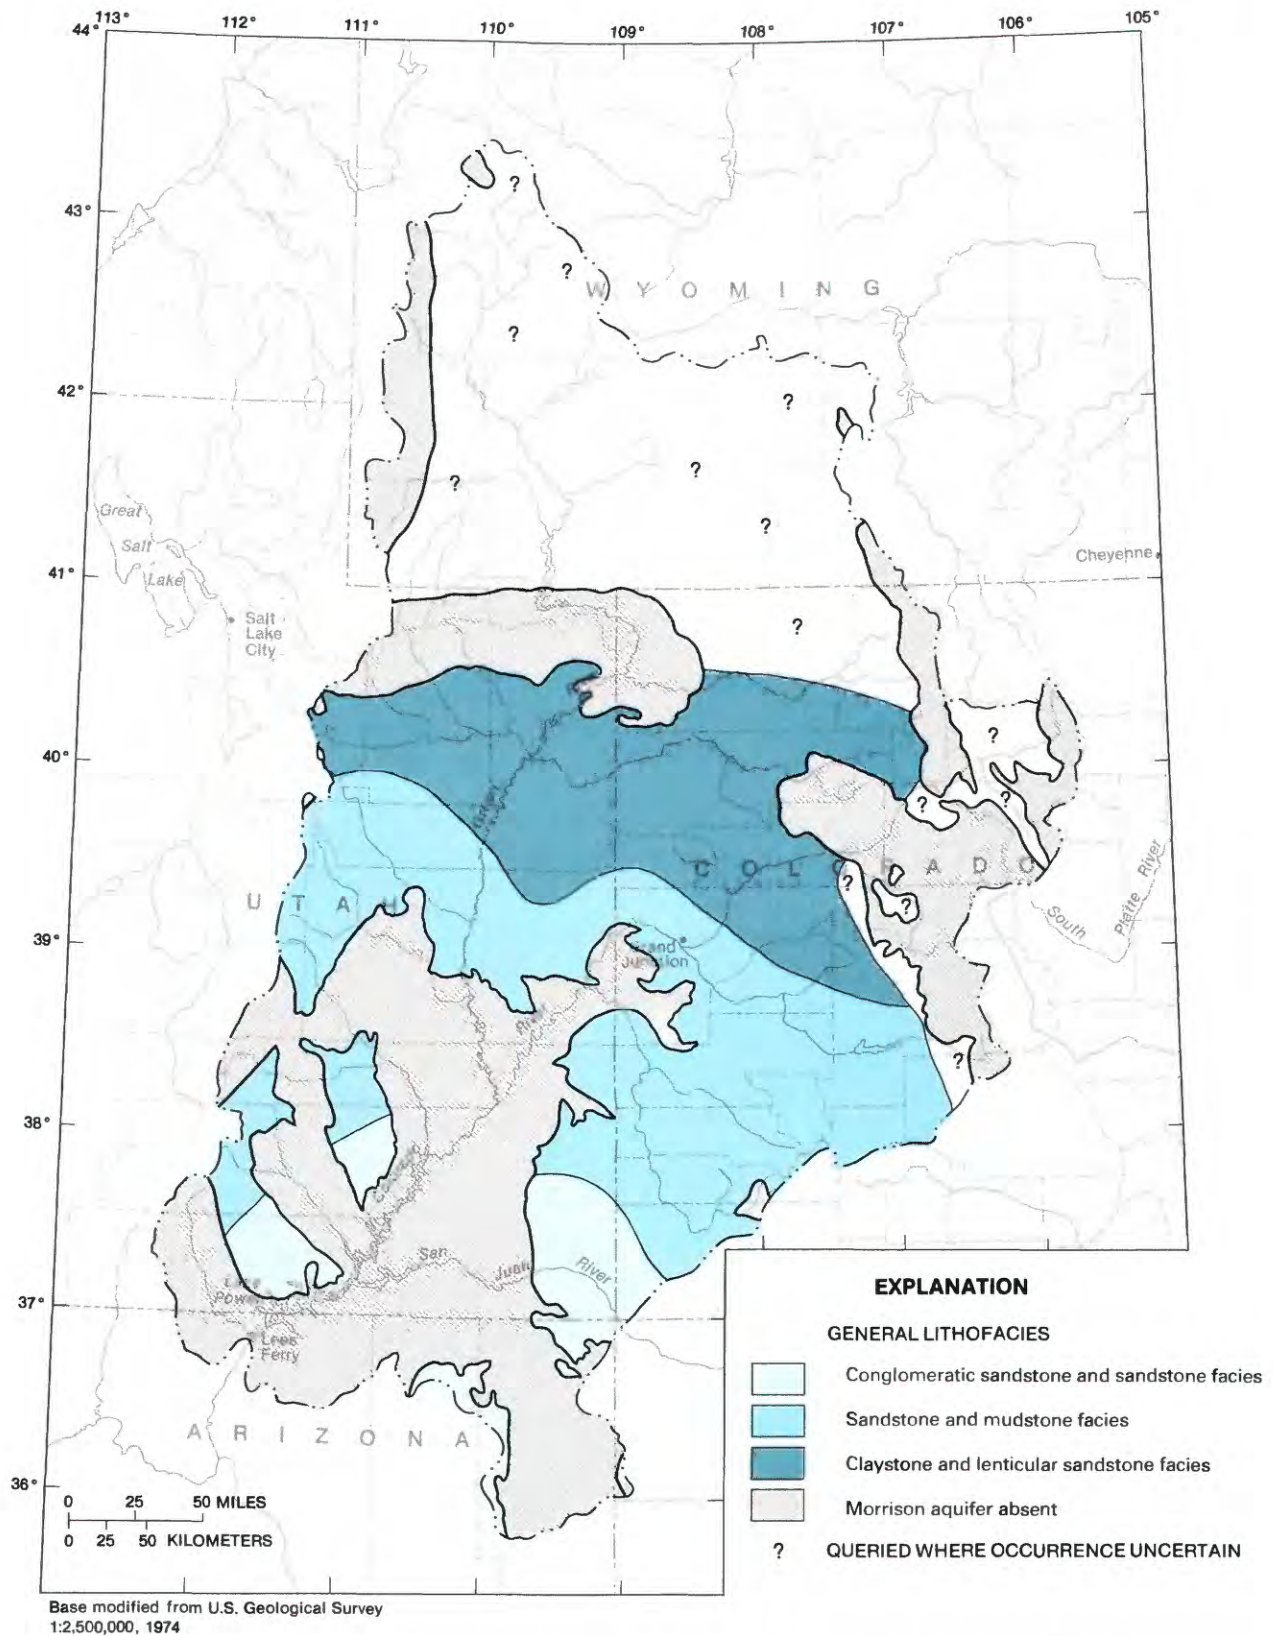 113° 112° 111° 110° 109° 108° 107° 106° 105°
44°
?
43°
?
W Y O M I N G
?
42°
?
?
?
?
Great
Salt
Lake
Cheyenne
41°
Salt
Lake
City
?
?
40°
?
?
C O L O R A D O
?
?
U T A H
South Platte River
39°
Grand
Junction
River
?
38°
Colorado
San Juan River
Lake
Powell
37°
Lees
Ferry
A R I Z O N A
36°
0 25 50 MILES
0 25 50 KILOMETERS
EXPLANATION
GENERAL LITHOFACIES
Conglomeratic sandstone and sandstone facies
Sandstone and mudstone facies
Claystone and lenticular sandstone facies
Morrison aquifer absent
? QUERIED WHERE OCCURRENCE UNCERTAIN
Base modified from U.S. Geological Survey
1:2,500,000, 1974